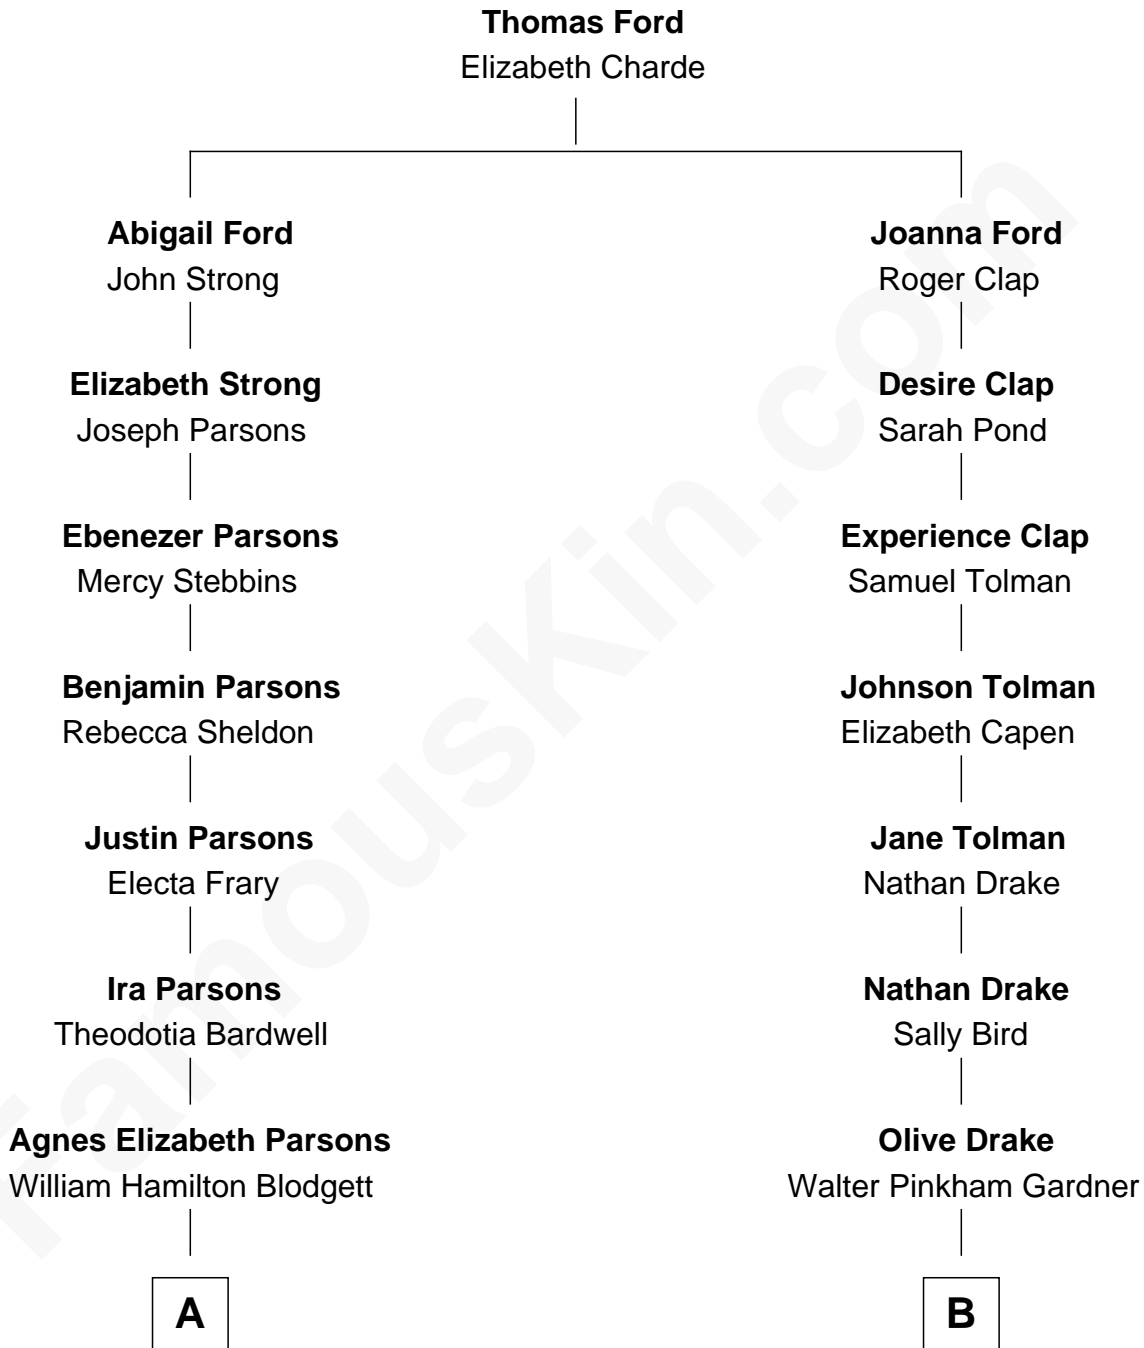 Thomas Ford
Elizabeth Charde
Abigail Ford
John Strong
Joanna Ford
Roger Clap
Elizabeth Strong
Joseph Parsons
Desire Clap
Sarah Pond
Ebenezer Parsons
Mercy Stebbins
Experience Clap
Samuel Tolman
Benjamin Parsons
Rebecca Sheldon
Johnson Tolman
Elizabeth Capen
Justin Parsons
Electa Frary
Jane Tolman
Nathan Drake
Ira Parsons
Theodotia Bardwell
Nathan Drake
Sally Bird
Agnes Elizabeth Parsons
William Hamilton Blodgett
Olive Drake
Walter Pinkham Gardner
A
B
FamousKin.com